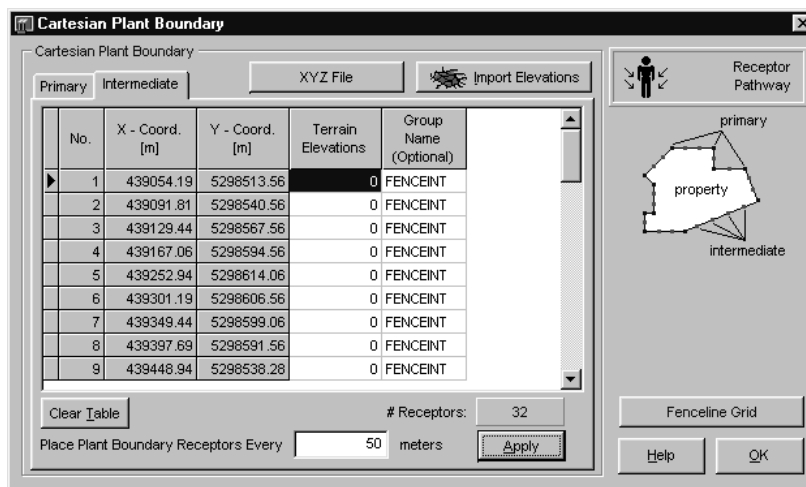 Cartesian Plant Boundary
Cartesian Plant Boundary
Primary
Intermediate
XYZ File
Import Elevations
No. X - Coord. [m] Y - Coord. [m] Terrain Elevations Group Name (Optional)
1 439054.19 5298513.56 0 FENCEINT
2 439091.81 5298540.56 0 FENCEINT
3 439129.44 5298567.56 0 FENCEINT
4 439167.06 5298594.56 0 FENCEINT
5 439252.94 5298614.06 0 FENCEINT
6 439301.19 5298606.56 0 FENCEINT
7 439349.44 5298599.06 0 FENCEINT
8 439397.69 5298591.56 0 FENCEINT
9 439448.94 5298538.28 0 FENCEINT
Clear Table
# Receptors: 32
Place Plant Boundary Receptors Every 50 meters Apply
Receptor
Pathway
primary
property
intermediate
Fenceline Grid
Help
OK